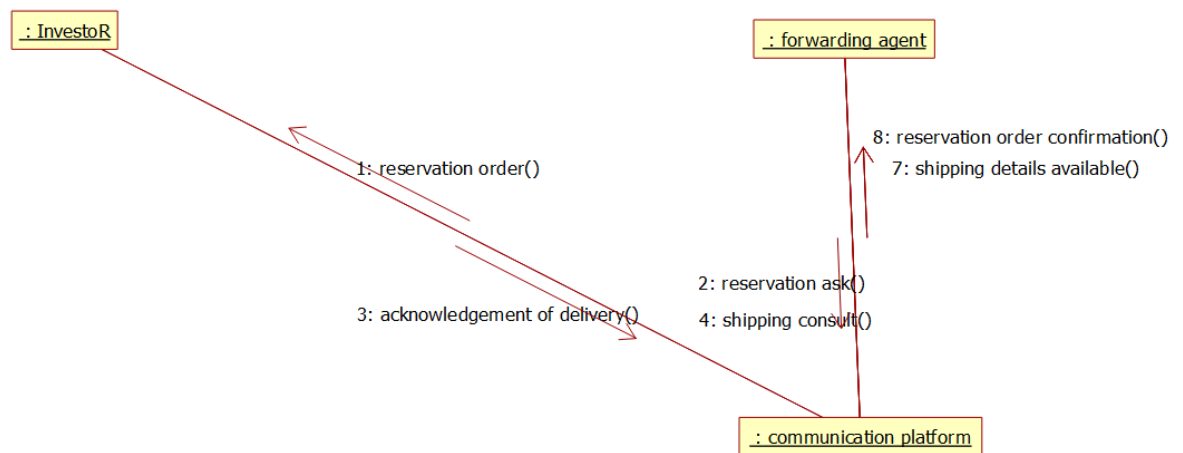 : InvestoR
: forwarding agent
8: reservation order confirmation()
1: reservation order()
7: shipping details available()
2: reservation ask()
3: acknowledgement of delivery()
4: shipping consult()
: communication platform